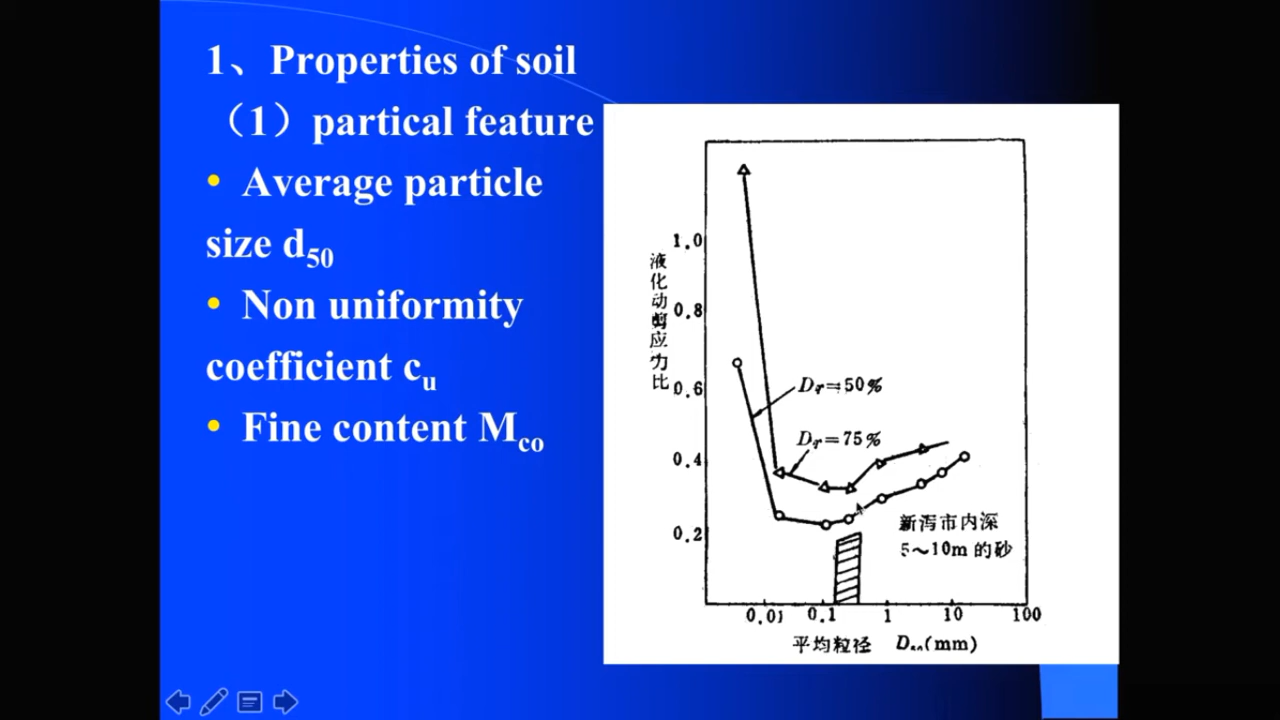 1、Properties of soil
（1）partical feature
• Average particle
size d50
• Non uniformity
coefficient cu
• Fine content Mco
液化动剪应力比
1.0
0.8
0.6
0.4
0.2
Dr=50%
Dr=75%
新泻市内深
5～10m 的砂
0.01 0.1 1 10 100
平均粒径 D50(mm)